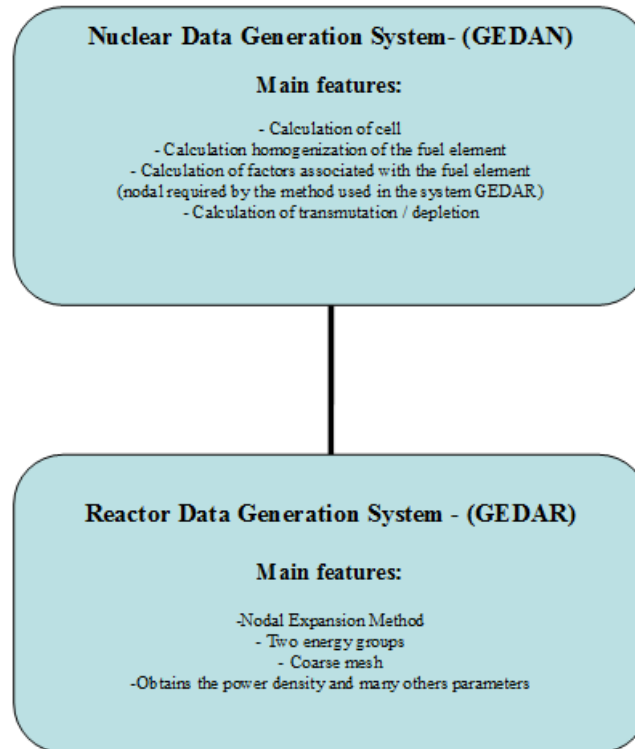 Nuclear Data Generation System- (GEDAN)
Main features:
- Calculation of cell
- Calculation homogenization of the fuel element
- Calculation of factors associated with the fuel element
(nodal required by the method used in the system GEDAR)
- Calculation of transmutation / depletion
Reactor Data Generation System - (GEDAR)
Main features:
-Nodal Expansion Method
- Two energy groups
- Coarse mesh
-Obtains the power density and many others parameters